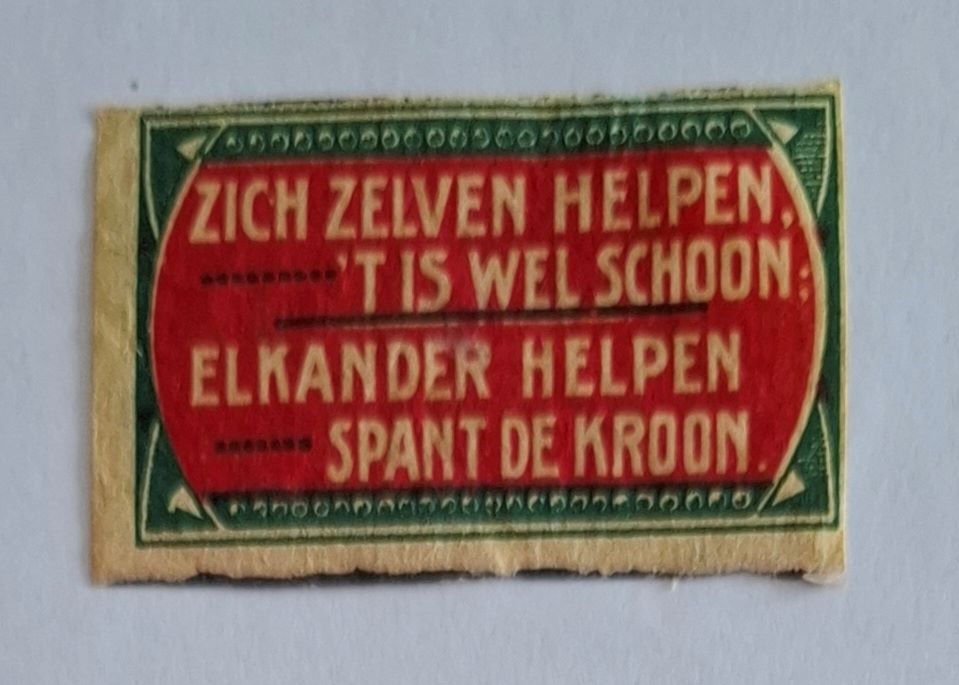 ZICH ZELVEN HELPEN,
'T IS WEL SCHOON:
ELKANDER HELPEN
SPANT DE KROON.